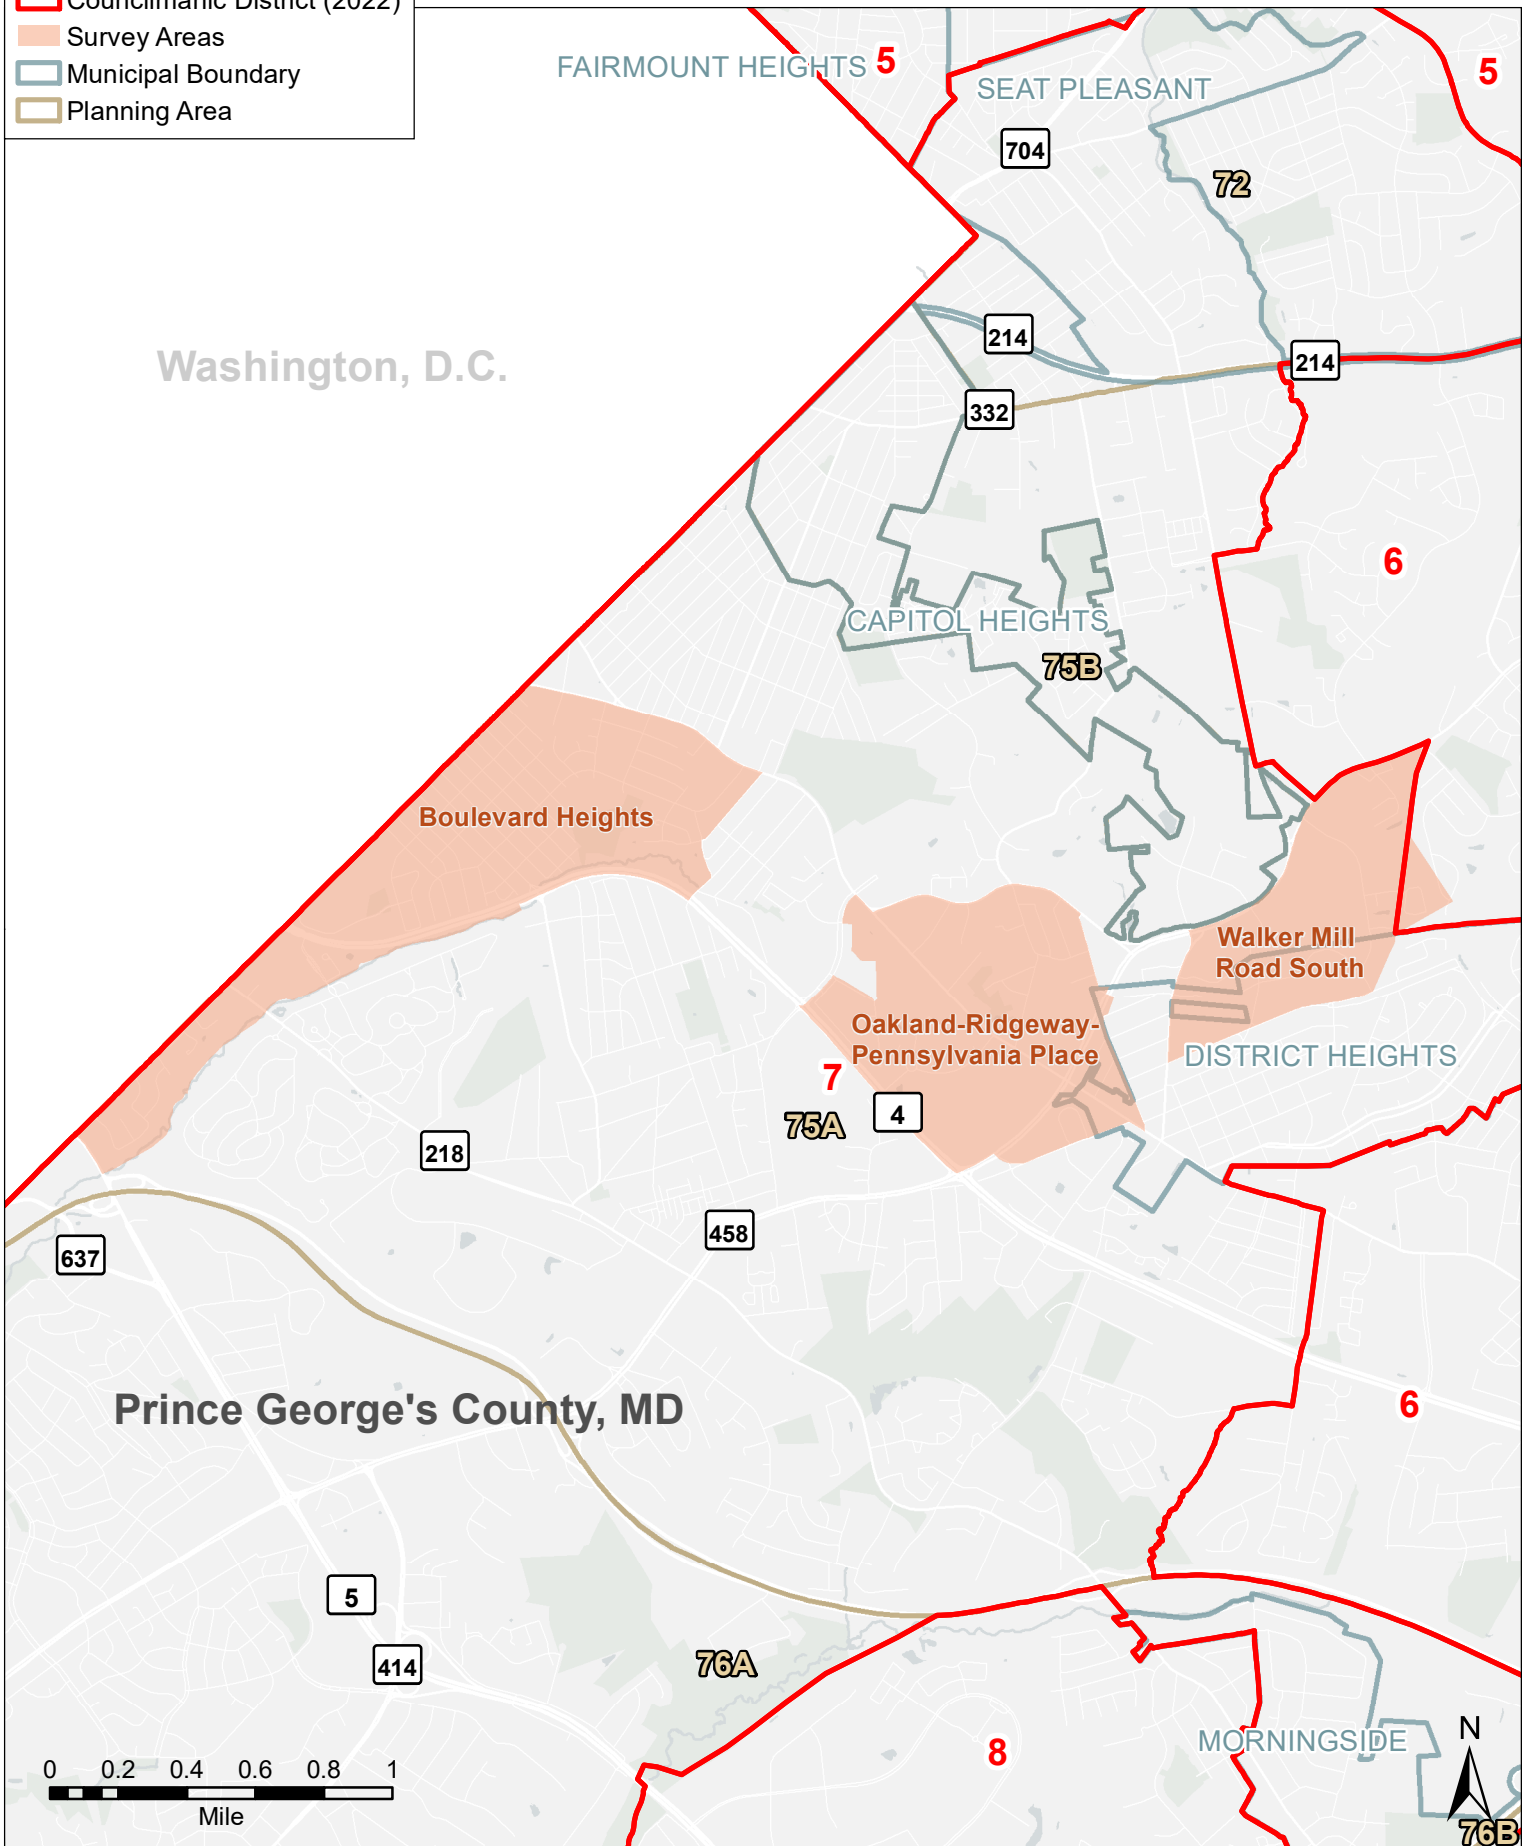 Councilmanic District (2022)
Survey Areas
Municipal Boundary
Planning Area
FAIRMOUNT HEIGHTS
5
5
SEAT PLEASANT
704
72
Washington, D.C.
214
214
332
6
CAPITOL HEIGHTS
75B
Boulevard Heights
Walker Mill
Road South
Oakland-Ridgeway-
Pennsylvania Place
DISTRICT HEIGHTS
7
75A
4
218
458
637
Prince George's County, MD
6
5
414
76A
8
MORNINGSIDE
N
0 0.2 0.4 0.6 0.8 1
Mile
76B